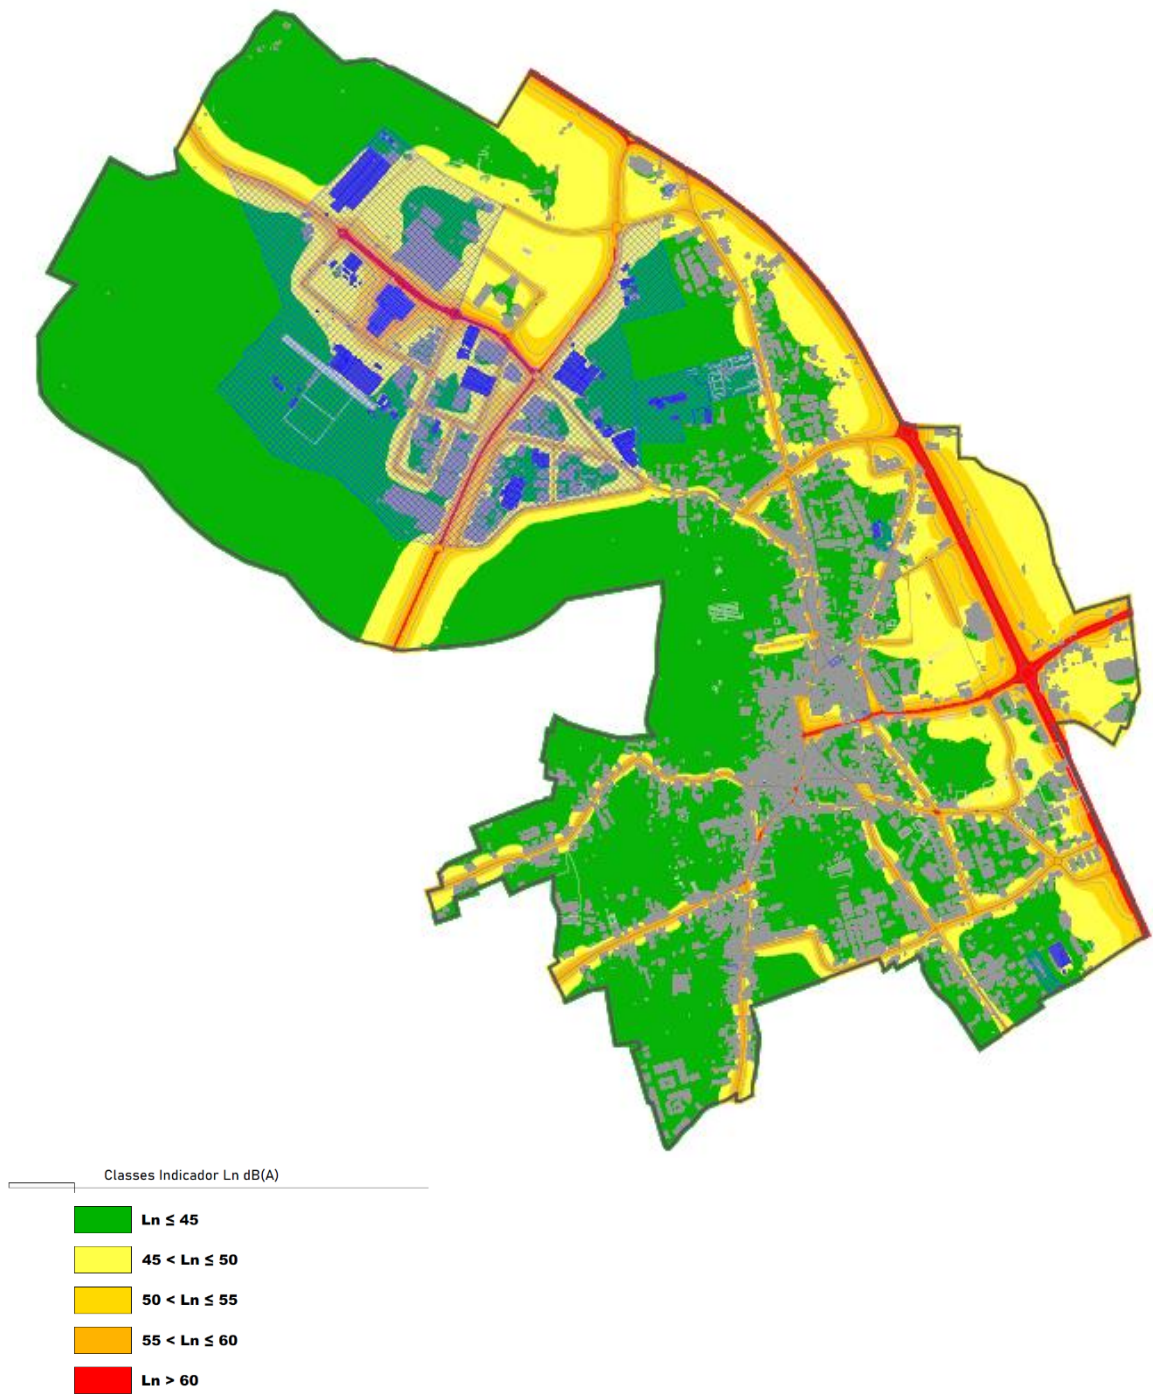 Classes Indicador Ln dB(A)
Ln ≤ 45
45 < Ln ≤ 50
50 < Ln ≤ 55
55 < Ln ≤ 60
Ln > 60